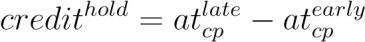 credit^{hold} = at_{cp}^{late} − at_{cp}^{early}